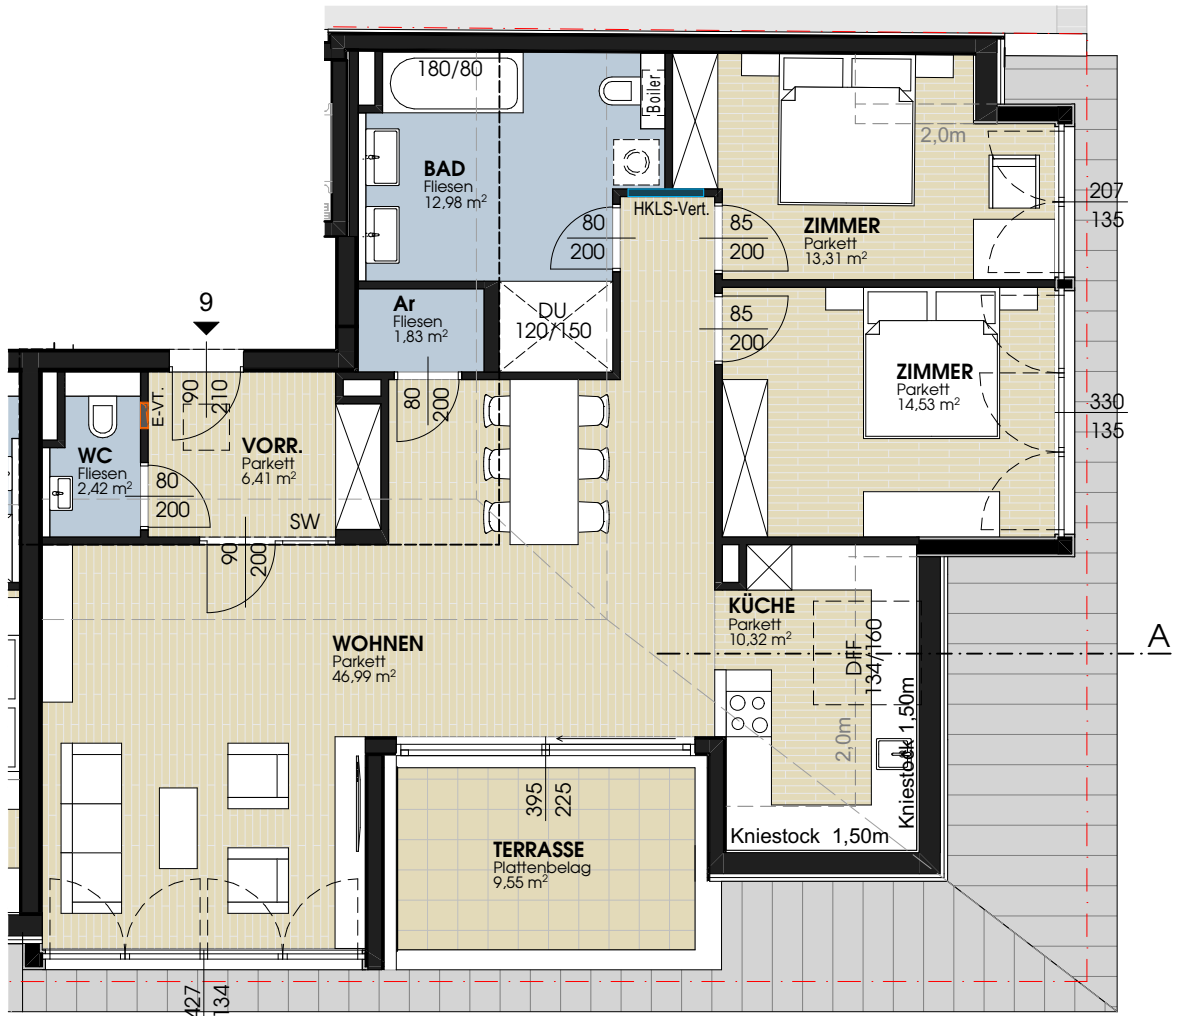 180/80
Boiler
BAD
Fliesen
12,98 m²
2,0m
HKLS-Vert.
80
200
85
200
ZIMMER
Parkett
13,31 m²
207
135
9
Ar
Fliesen
1,83 m²
DU
120/150
85
200
ZIMMER
Parkett
14,53 m²
330
135
90
210
E-VT.
80
200
WC
Fliesen
2,42 m²
VORR.
Parkett
6,41 m²
80
200
SW
90
200
KÜCHE
Parkett
10,32 m²
DFF
134/160
A
WOHNEN
Parkett
46,99 m²
2,0m
Kniestock 1,50m
Kniestock 1,50m
395
225
TERRASSE
Plattenbelag
9,55 m²
427
134